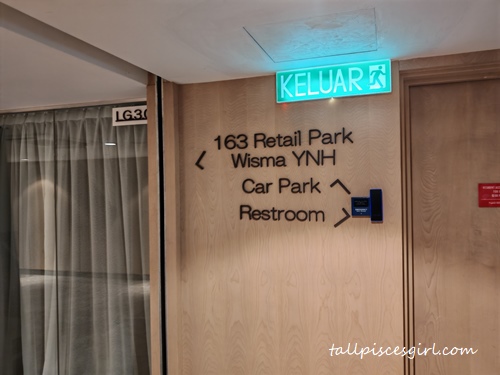 KELUAR
LG3
163 Retail Park
Wisma YNH
Car Park
Restroom
tallpiscesgirl.com